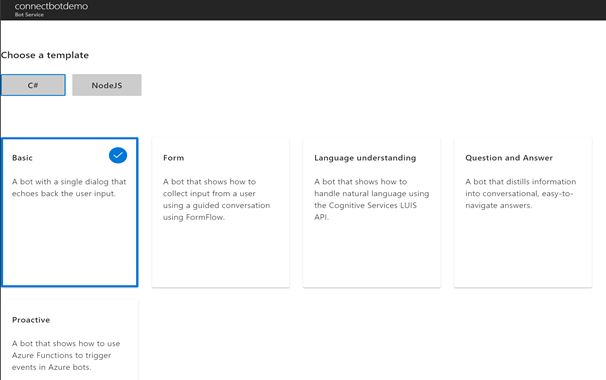 connectbotdemo
Bot Service
Choose a template
C#
NodeJS
Basic
A bot with a single dialog that
echoes back the user input.
Form
A bot that shows how to
collect input from a user
using a guided conversation
using FormFlow.
Language understanding
A bot that shows how to
handle natural language using
the Cognitive Services LUIS
API.
Question and Answer
A bot that distills information
into conversational, easy-to-
navigate answers.
Proactive
A bot that shows how to use
Azure Functions to trigger
events in Azure bots.